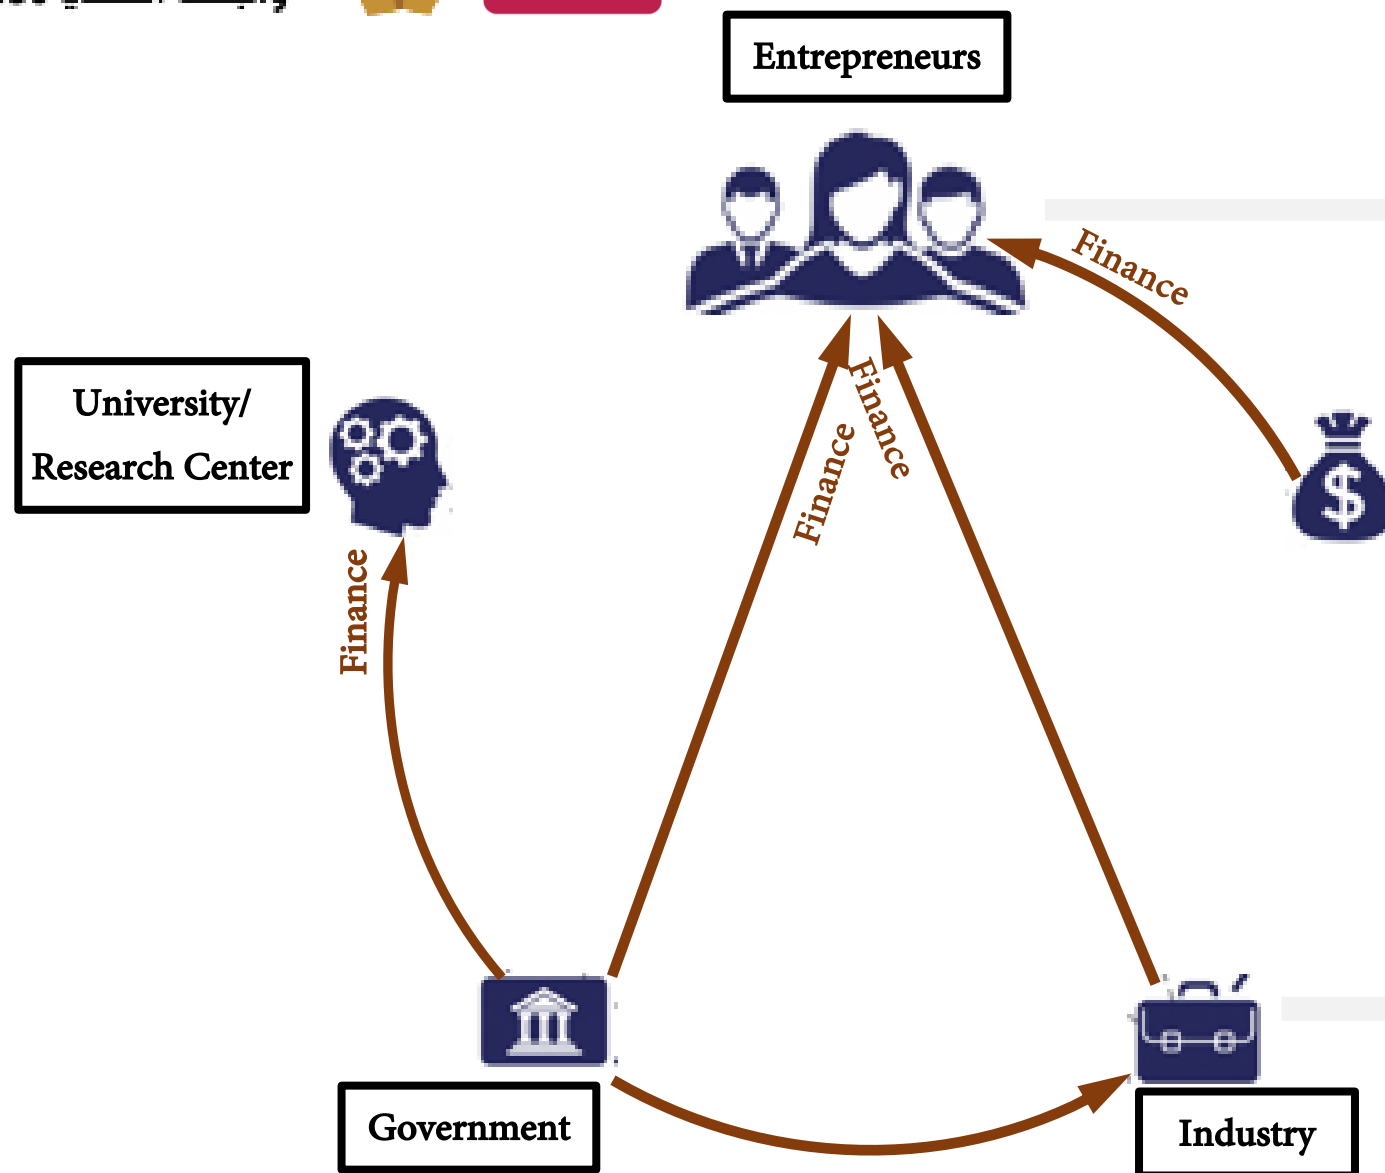 Entrepreneurs
Finance
University/
Research Center
Finance
Finance
Finance
$
Government
Industry